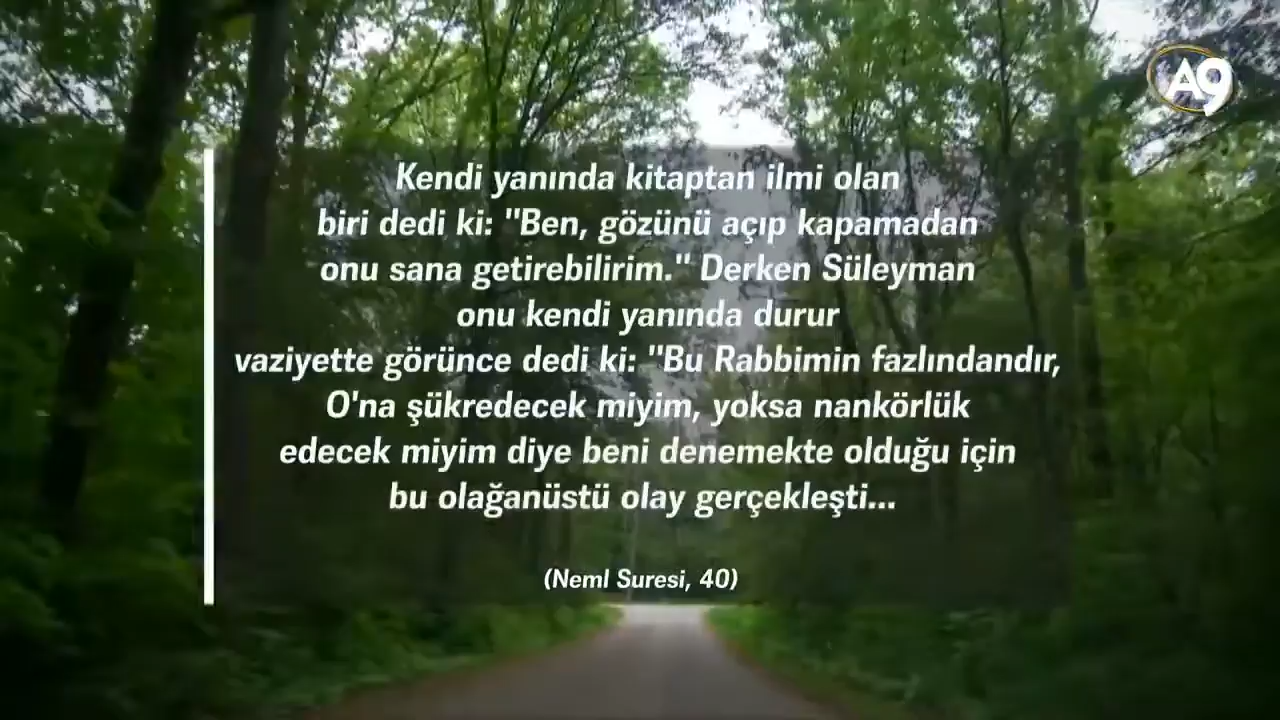 A9
Kendi yanında kitaptan ilmi olan
biri dedi ki: "Ben, gözünü açıp kapamadan
onu sana getirebilirim." Derken Süleyman
onu kendi yanında durur
vaziyette görünce dedi ki: "Bu Rabbimin fazlındandır,
O'na şükredecek miyim, yoksa nankörlük
edecek miyim diye beni denemekte olduğu için
bu olağanüstü olay gerçekleşti...
(Neml Suresi, 40)